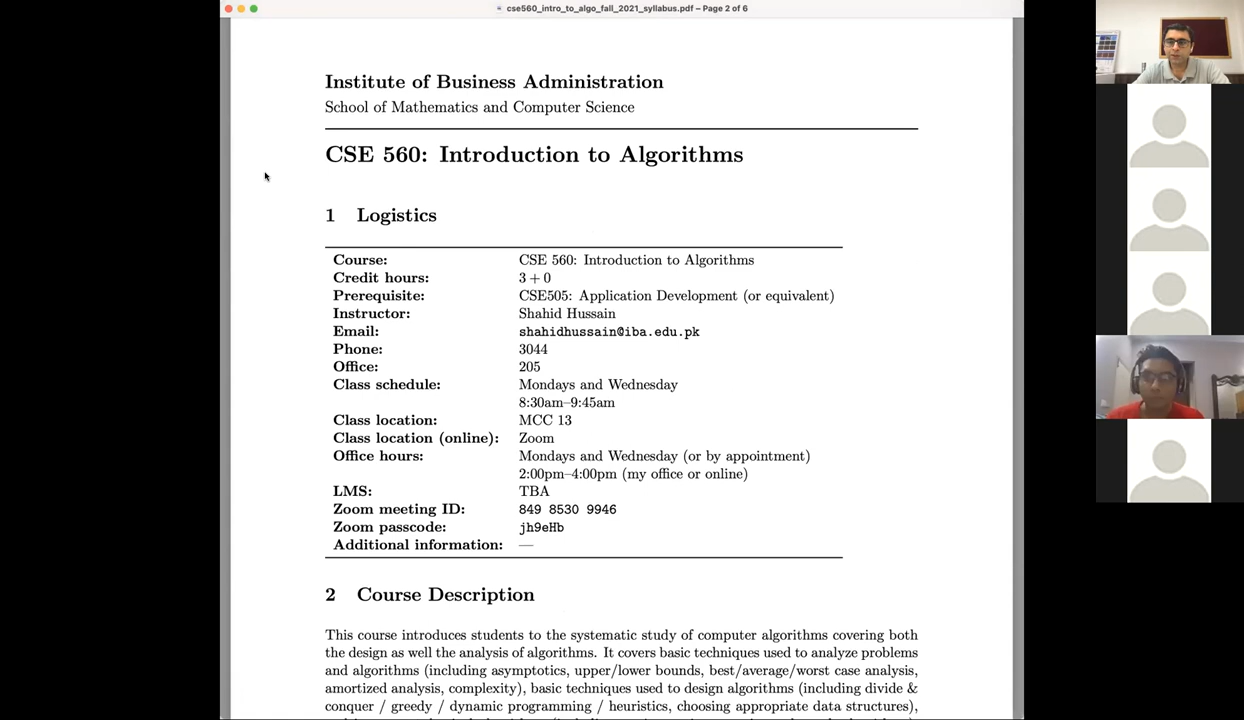 cse560_intro_to_algo_fall_2021_syllabus.pdf – Page 2 of 6
Institute of Business Administration
School of Mathematics and Computer Science
CSE 560: Introduction to Algorithms
1 Logistics
Course: CSE 560: Introduction to Algorithms
Credit hours: 3 + 0
Prerequisite: CSE505: Application Development (or equivalent)
Instructor: Shahid Hussain
Email: shahidhussain@iba.edu.pk
Phone: 3044
Office: 205
Class schedule: Mondays and Wednesday
8:30am–9:45am
Class location: MCC 13
Class location (online): Zoom
Office hours: Mondays and Wednesday (or by appointment)
2:00pm–4:00pm (my office or online)
LMS: TBA
Zoom meeting ID: 849 8530 9946
Zoom passcode: jh9eHb
Additional information: —
2 Course Description
This course introduces students to the systematic study of computer algorithms covering both
the design as well the analysis of algorithms. It covers basic techniques used to analyze problems
and algorithms (including asymptotics, upper/lower bounds, best/average/worst case analysis,
amortized analysis, complexity), basic techniques used to design algorithms (including divide &
conquer / greedy / dynamic programming / heuristics, choosing appropriate data structures),